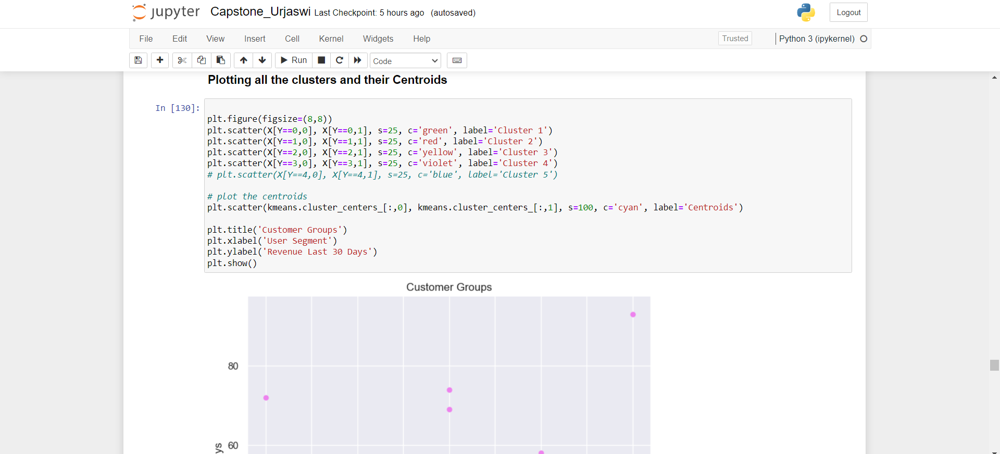 jupyter Capstone_Urjaswi Last Checkpoint: 5 hours ago (autosaved)
Logout
File Edit View Insert Cell Kernel Widgets Help
Trusted
Python 3 (ipykernel)
Run
Code
Plotting all the clusters and their Centroids
In [130]:
plt.figure(figsize=(8,8))
plt.scatter(X[Y==0,0], X[Y==0,1], s=25, c='green', label='Cluster 1')
plt.scatter(X[Y==1,0], X[Y==1,1], s=25, c='red', label='Cluster 2')
plt.scatter(X[Y==2,0], X[Y==2,1], s=25, c='yellow', label='Cluster 3')
plt.scatter(X[Y==3,0], X[Y==3,1], s=25, c='violet', label='Cluster 4')
# plt.scatter(X[Y==4,0], X[Y==4,1], s=25, c='blue', label='Cluster 5')
# plot the centroids
plt.scatter(kmeans.cluster_centers_[:,0], kmeans.cluster_centers_[:,1], s=100, c='cyan', label='Centroids')
plt.title('Customer Groups')
plt.xlabel('User Segment')
plt.ylabel('Revenue Last 30 Days')
plt.show()
Customer Groups
80
60
ys